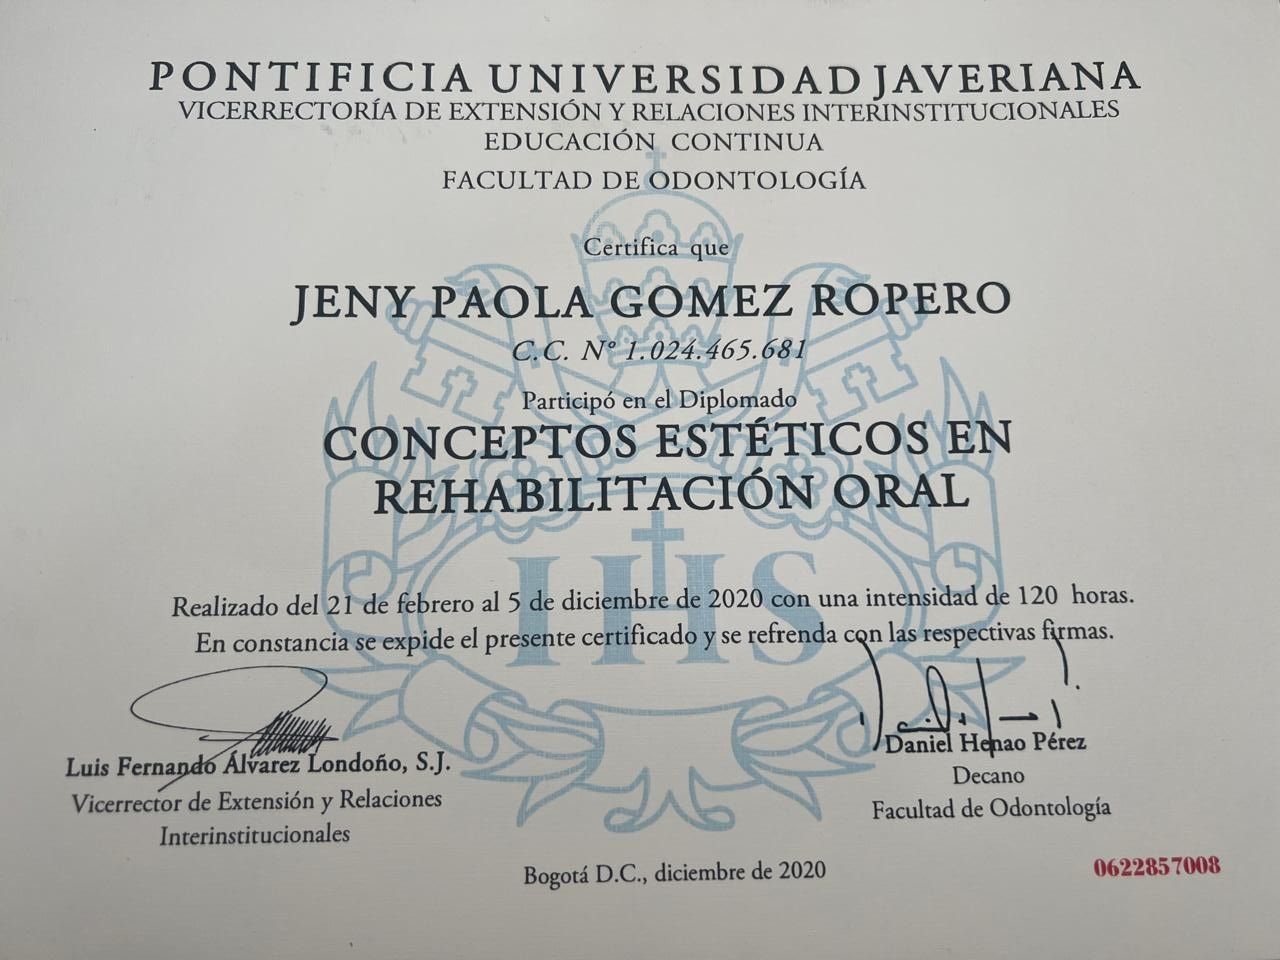 PONTIFICIA UNIVERSIDAD JAVERIANA
VICERRECTORÍA DE EXTENSIÓN Y RELACIONES INTERINSTITUCIONALES
EDUCACIÓN CONTINUA
FACULTAD DE ODONTOLOGÍA
Certifica que
JENY PAOLA GOMEZ ROPERO
C.C. N° 1.024.465.681
Participó en el Diplomado
CONCEPTOS ESTÉTICOS EN
REHABILITACIÓN ORAL
IHS
Realizado del 21 de febrero al 5 de diciembre de 2020 con una intensidad de 120 horas.
En constancia se expide el presente certificado y se refrenda con las respectivas firmas.
Luis Fernando Álvarez Londoño, S.J.
Vicerrector de Extensión y Relaciones
Interinstitucionales
Daniel Henao Pérez
Decano
Facultad de Odontología
Bogotá D.C., diciembre de 2020
0622857008